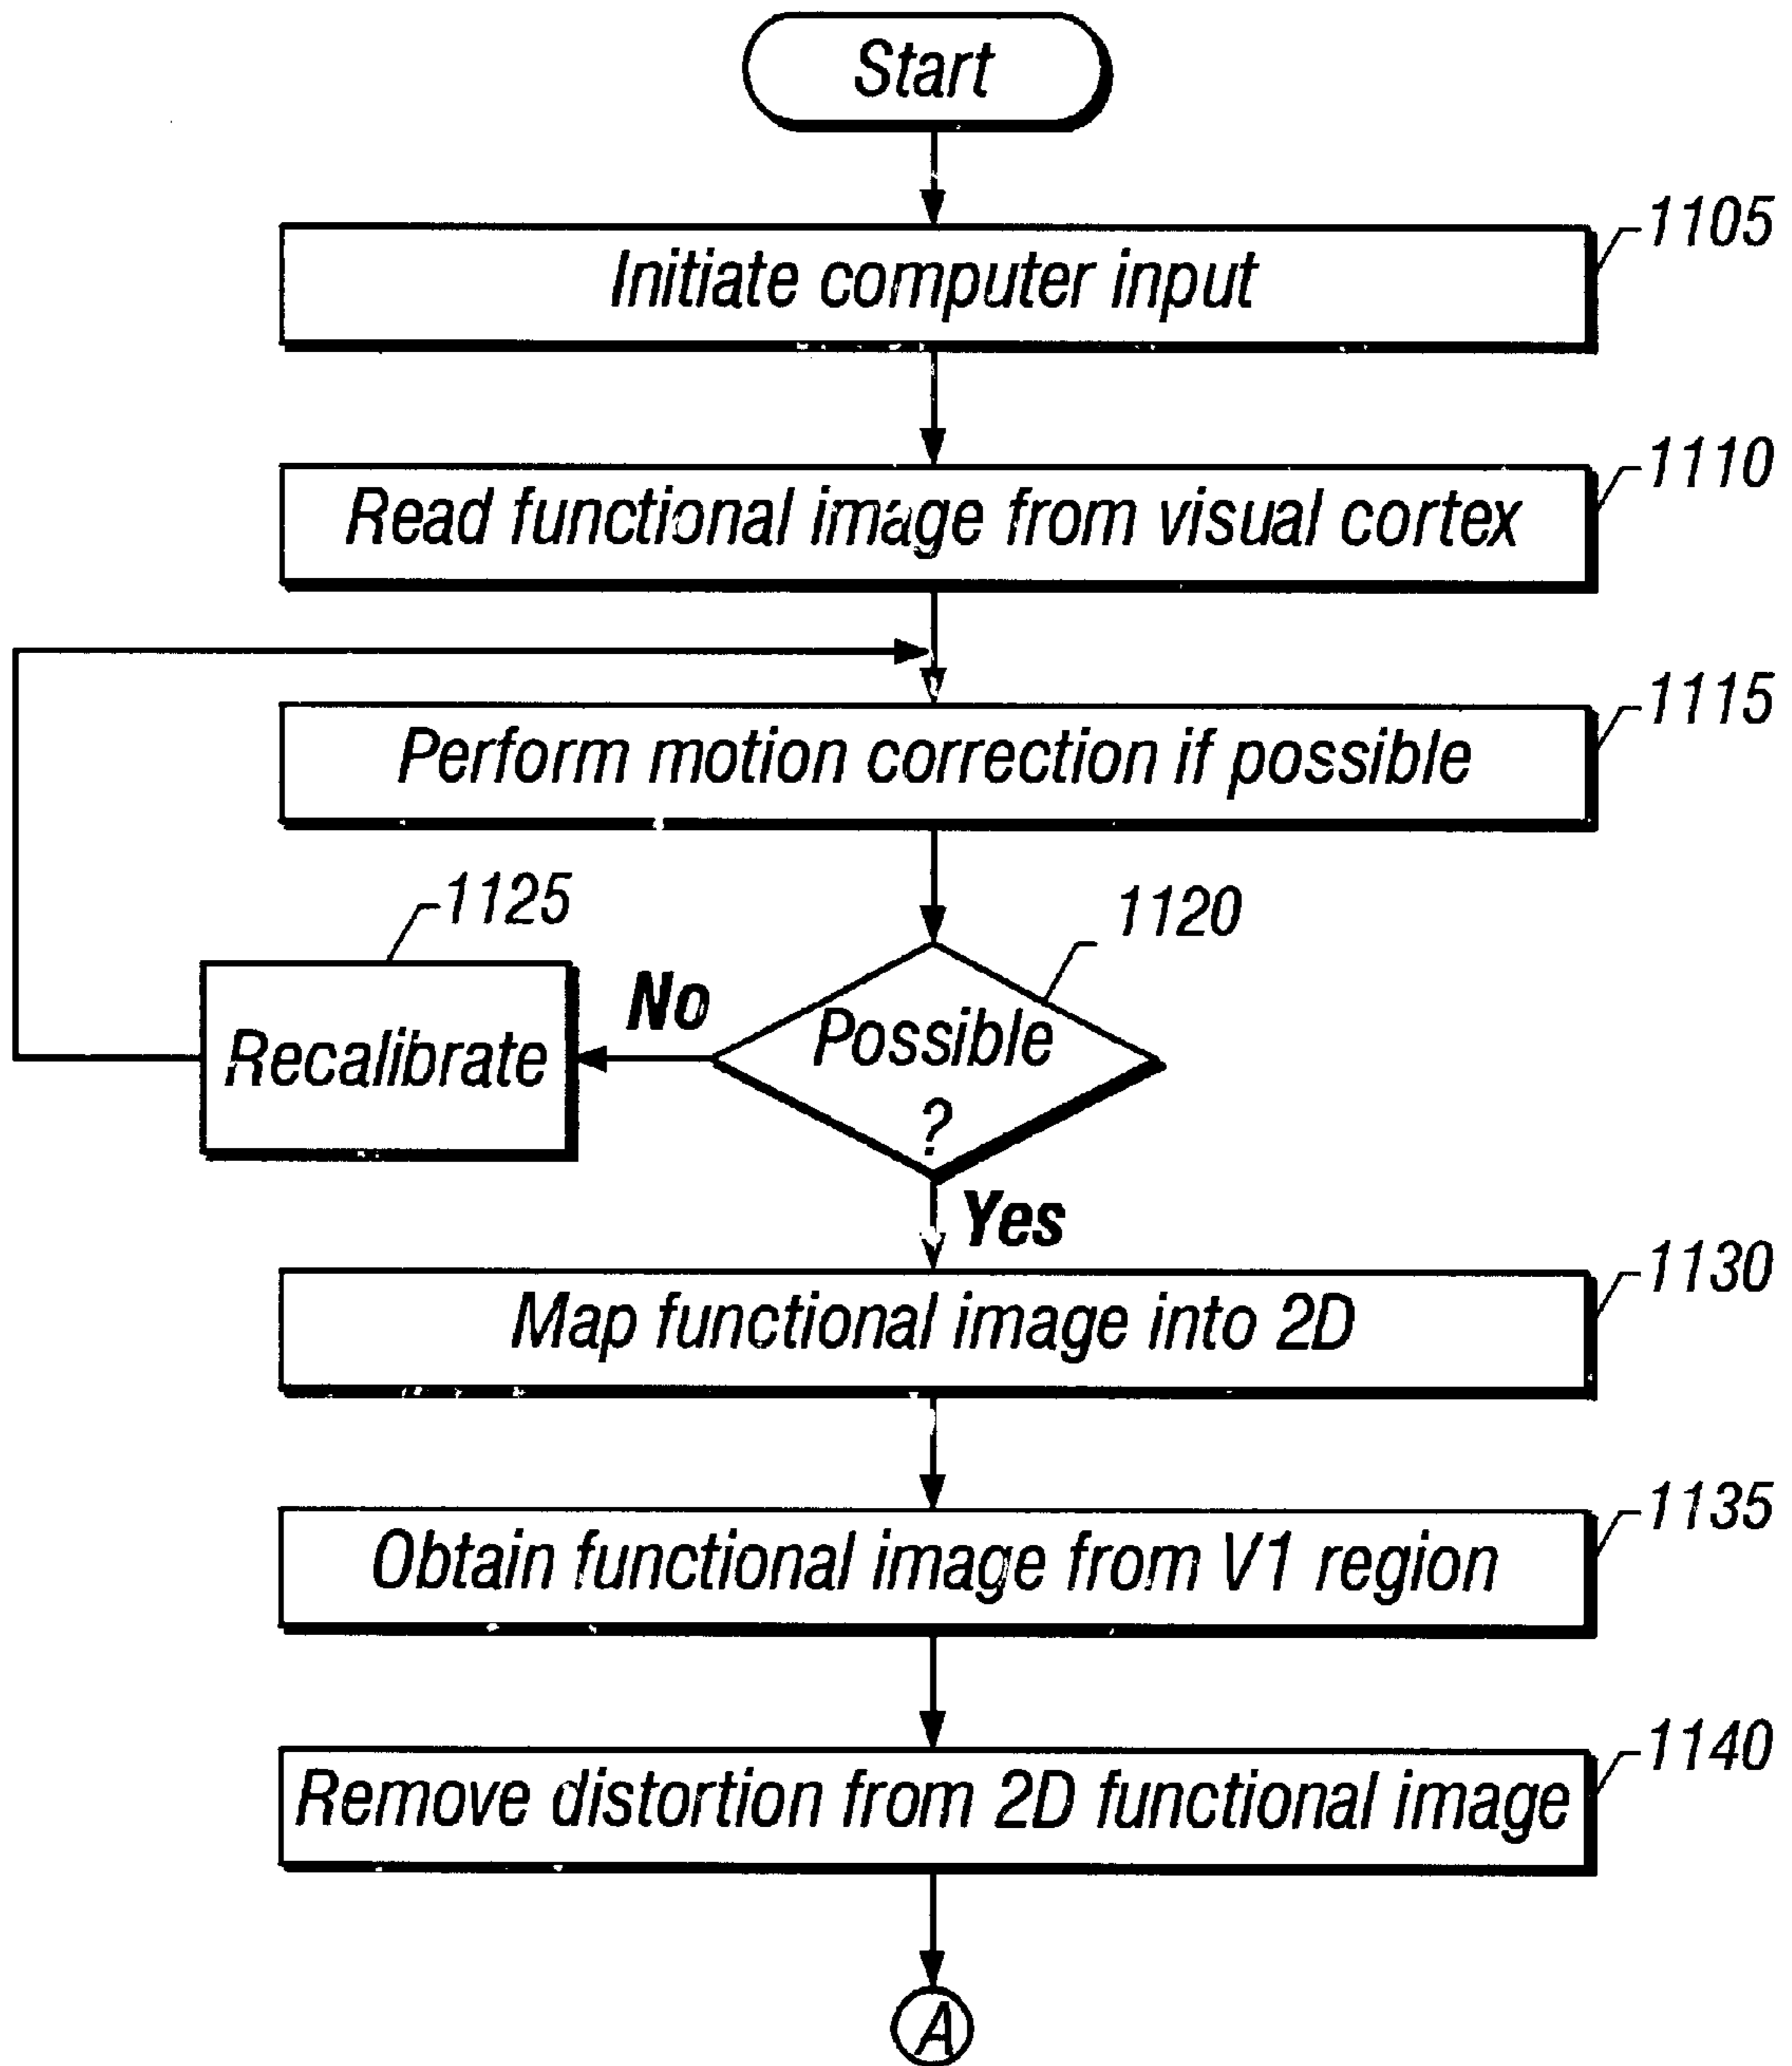 Start
1105
Initiate computer input
1110
Read functional image from visual cortex
1115
Perform motion correction if possible
1125
1120
Recalibrate
No
Possible
?
Yes
1130
Map functional image into 2D
1135
Obtain functional image from V1 region
1140
Remove distortion from 2D functional image
A